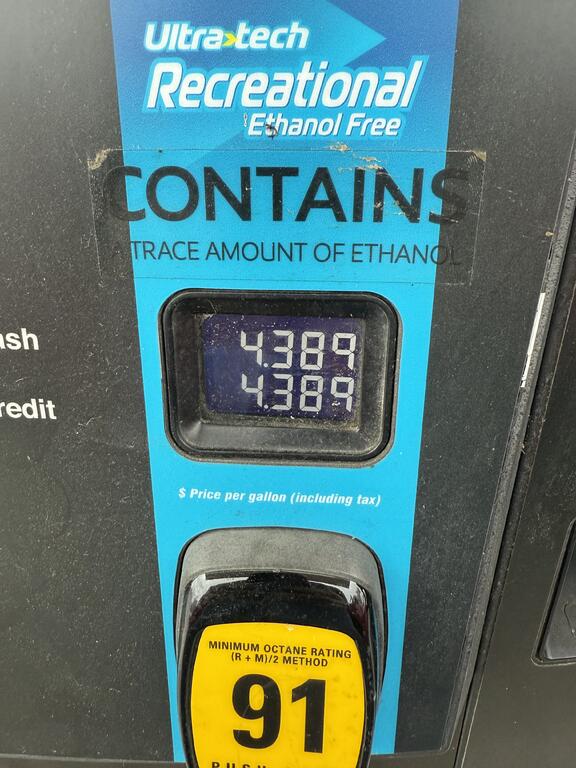 Ultra tech
Recreational
Ethanol Free
CONTAINS
A TRACE AMOUNT OF ETHANOL
ash
4.389
redit
4.389
$ Price per gallon (including tax)
MINIMUM OCTANE RATING
(R + M)/2 METHOD
91